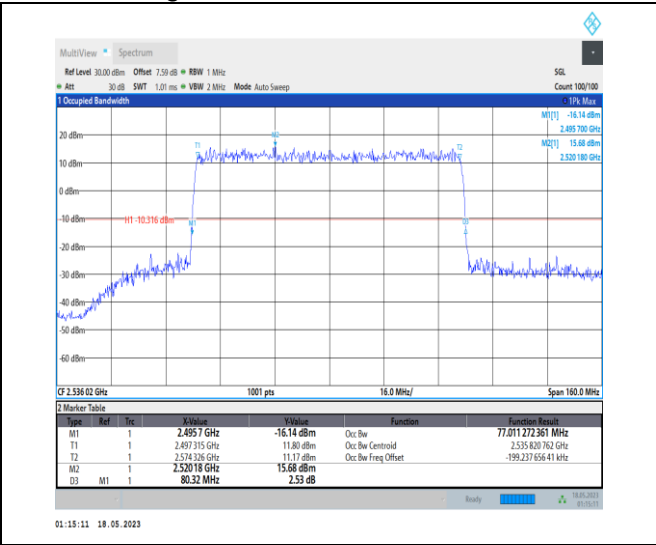 MultiView Spectrum
Ref Level 30.00 dBm Offset 7.59 dB RBW 1 MHz SGL
Att 30 dB SWT 1.01 ms VBW 2 MHz Mode Auto Sweep Count 100/100
1 Occupied Bandwidth 1Pk Max
M1[1] -16.14 dBm
2.495 700 GHz
M2[1] 15.68 dBm
2.520 180 GHz
20 dBm
M2
T1
T2
10 dBm
0 dBm
-10 dBm
H1 -10.316 dBm
M1
D3
-20 dBm
-30 dBm
-40 dBm
-50 dBm
-60 dBm
CF 2.536 02 GHz 1001 pts 16.0 MHz/ Span 160.0 MHz
2 Marker Table
Type Ref Trc X-Value Y-Value Function Function Result
M1 1 2.4957 GHz -16.14 dBm Occ Bw 77.011 272 361 MHz
T1 1 2.497 315 GHz 11.80 dBm Occ Bw Centroid 2.535 820 762 GHz
T2 1 2.574 326 GHz 11.17 dBm Occ Bw Freq Offset -199.237 656 41 kHz
M2 1 2.52018 GHz 15.68 dBm
D3 M1 1 80.32 MHz 2.53 dB
Ready 18.05.2023
01:15:11
01:15:11 18.05.2023